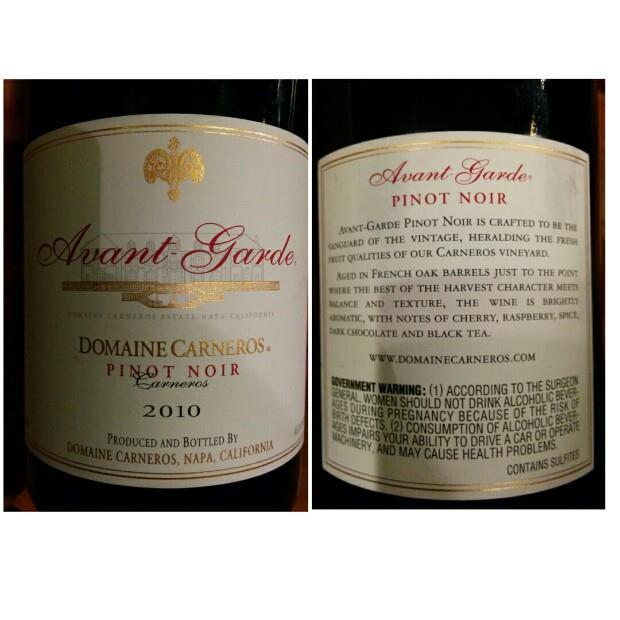 Avant-Garde®
DOMAINE CARNEROS ESTATE·NAPA·CALIFORNIA
DOMAINE CARNEROS®
PINOT NOIR
Carneros
2010
PRODUCED AND BOTTLED BY
DOMAINE CARNEROS, NAPA, CALIFORNIA
Avant-Garde®
PINOT NOIR
AVANT-GARDE PINOT NOIR IS CRAFTED TO BE THE
VANGUARD OF THE VINTAGE, HERALDING THE FRESH
FRUIT QUALITIES OF OUR CARNEROS VINEYARD.
AGED IN FRENCH OAK BARRELS JUST TO THE POINT
WHERE THE BEST OF THE HARVEST CHARACTER MEETS
BALANCE AND TEXTURE, THE WINE IS BRIGHTLY
AROMATIC, WITH NOTES OF CHERRY, RASPBERRY, SPICE,
DARK CHOCOLATE AND BLACK TEA.
WWW.DOMAINECARNEROS.COM
GOVERNMENT WARNING: (1) ACCORDING TO THE SURGEON
GENERAL, WOMEN SHOULD NOT DRINK ALCOHOLIC BEVER-
AGES DURING PREGNANCY BECAUSE OF THE RISK OF
BIRTH DEFECTS. (2) CONSUMPTION OF ALCOHOLIC BEVER-
AGES IMPAIRS YOUR ABILITY TO DRIVE A CAR OR OPERATE
MACHINERY, AND MAY CAUSE HEALTH PROBLEMS.
CONTAINS SULFITES